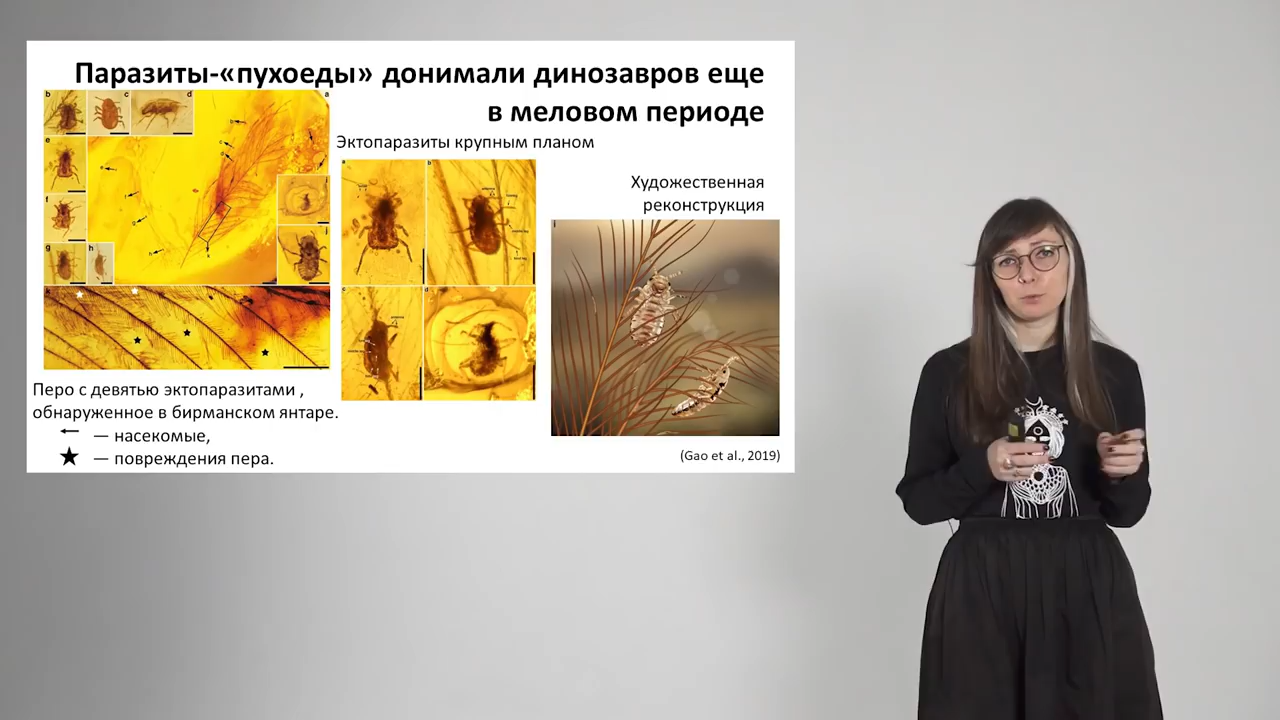 Паразиты-«пухоеды» донимали динозавров еще
в меловом периоде
Эктопаразиты крупным планом
Художественная
реконструкция
b
c
d
a
e
f
g
h
i
j
a
b
c
d
i
Перо с девятью эктопаразитами ,
обнаруженное в бирманском янтаре.
— насекомые,
— повреждения пера.
(Gao et al., 2019)